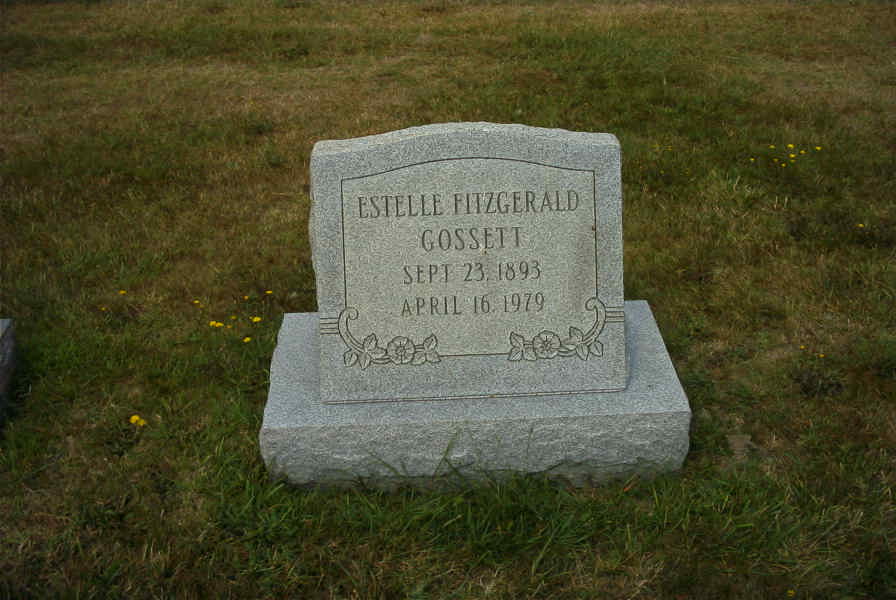 ESTELLE FITZGERALD
GOSSETT
SEPT 23, 1893
APRIL 16, 1979